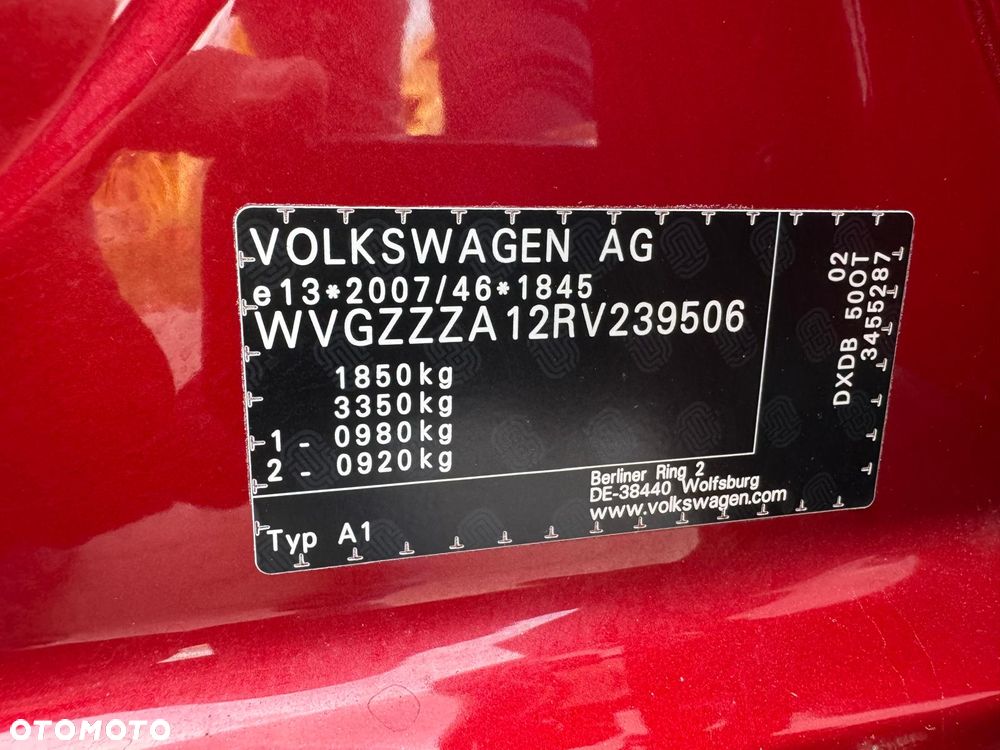 VOLKSWAGEN AG
e13*2007/46*1845
WVGZZZA12RV239506
1850kg
3350kg
1 - 0980kg
2 - 0920kg
Typ A1
Berliner Ring 2
DE-38440 Wolfsburg
www.volkswagen.com
DXDB 50OT 02
3455287
OTOMOTO